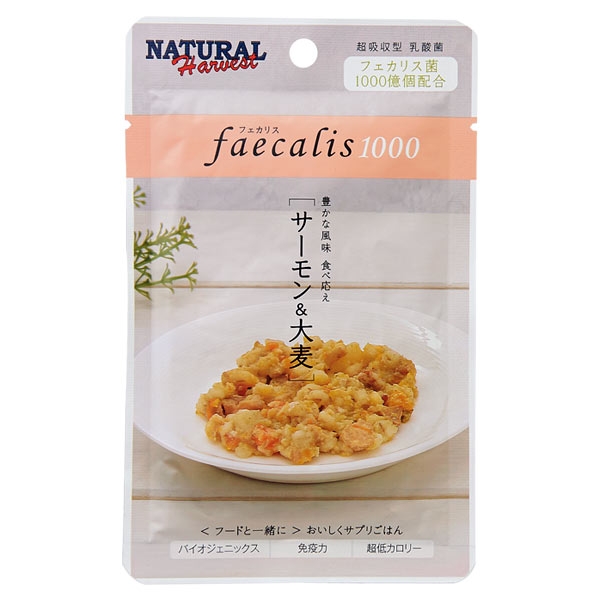 NATURAL
Harvest
超吸収型 乳酸菌
フェカリス菌
1000億個配合
フェカリス
faecalis 1000
豊かな風味 食べ応え
[サーモン&大麦]
＜ フードと一緒に ＞ おいしくサプリごはん
バイオジェニックス
免疫力
超低カロリー